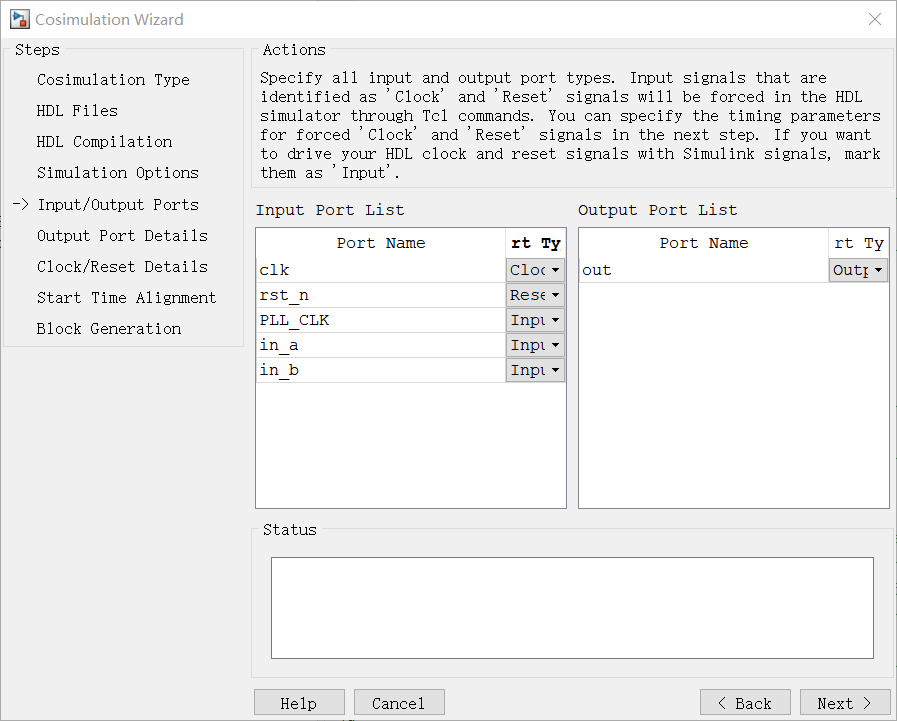 Cosimulation Wizard
Steps
Cosimulation Type
HDL Files
HDL Compilation
Simulation Options
-> Input/Output Ports
Output Port Details
Clock/Reset Details
Start Time Alignment
Block Generation
Actions
Specify all input and output port types. Input signals that are
identified as 'Clock' and 'Reset' signals will be forced in the HDL
simulator through Tcl commands. You can specify the timing parameters
for forced 'Clock' and 'Reset' signals in the next step. If you want
to drive your HDL clock and reset signals with Simulink signals, mark
them as 'Input'.
Input Port List
Port Name rt Ty
clk Cloc
rst_n Rese
PLL_CLK Inpu
in_a Inpu
in_b Inpu
Output Port List
Port Name rt Ty
out Outp
Status
Help
Cancel
< Back
Next >